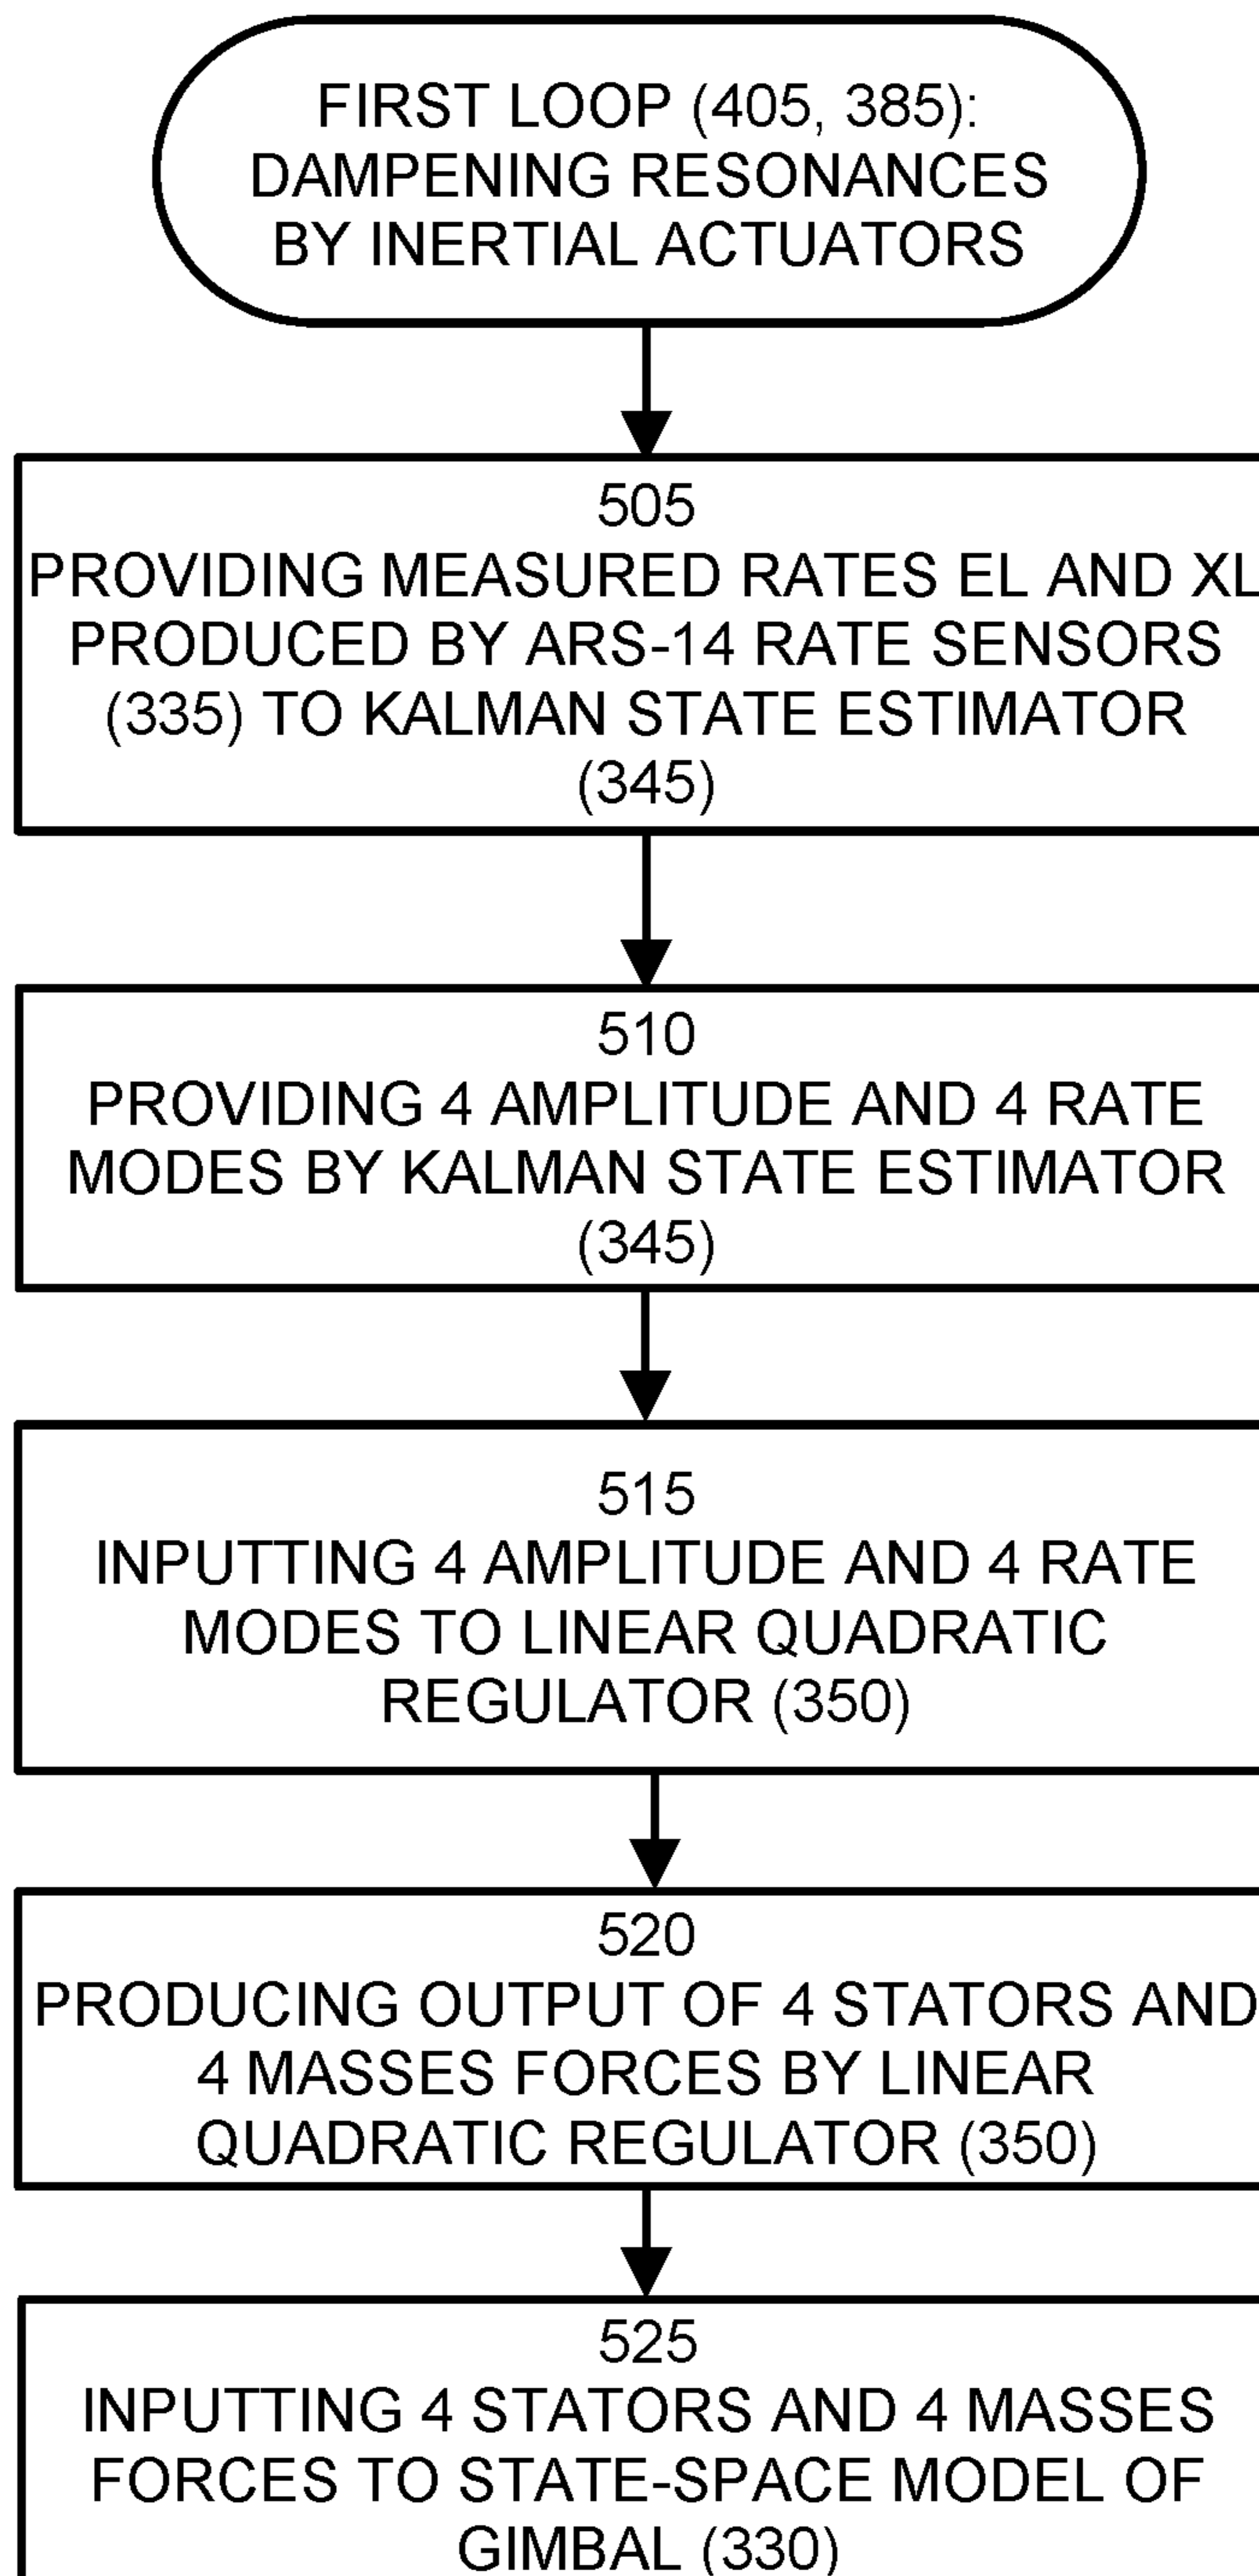 FIRST LOOP (405, 385):
DAMPENING RESONANCES
BY INERTIAL ACTUATORS
505
PROVIDING MEASURED RATES EL AND XL
PRODUCED BY ARS-14 RATE SENSORS
(335) TO KALMAN STATE ESTIMATOR
(345)
510
PROVIDING 4 AMPLITUDE AND 4 RATE
MODES BY KALMAN STATE ESTIMATOR
(345)
515
INPUTTING 4 AMPLITUDE AND 4 RATE
MODES TO LINEAR QUADRATIC
REGULATOR (350)
520
PRODUCING OUTPUT OF 4 STATORS AND
4 MASSES FORCES BY LINEAR
QUADRATIC REGULATOR (350)
525
INPUTTING 4 STATORS AND 4 MASSES
FORCES TO STATE-SPACE MODEL OF
GIMBAL (330)